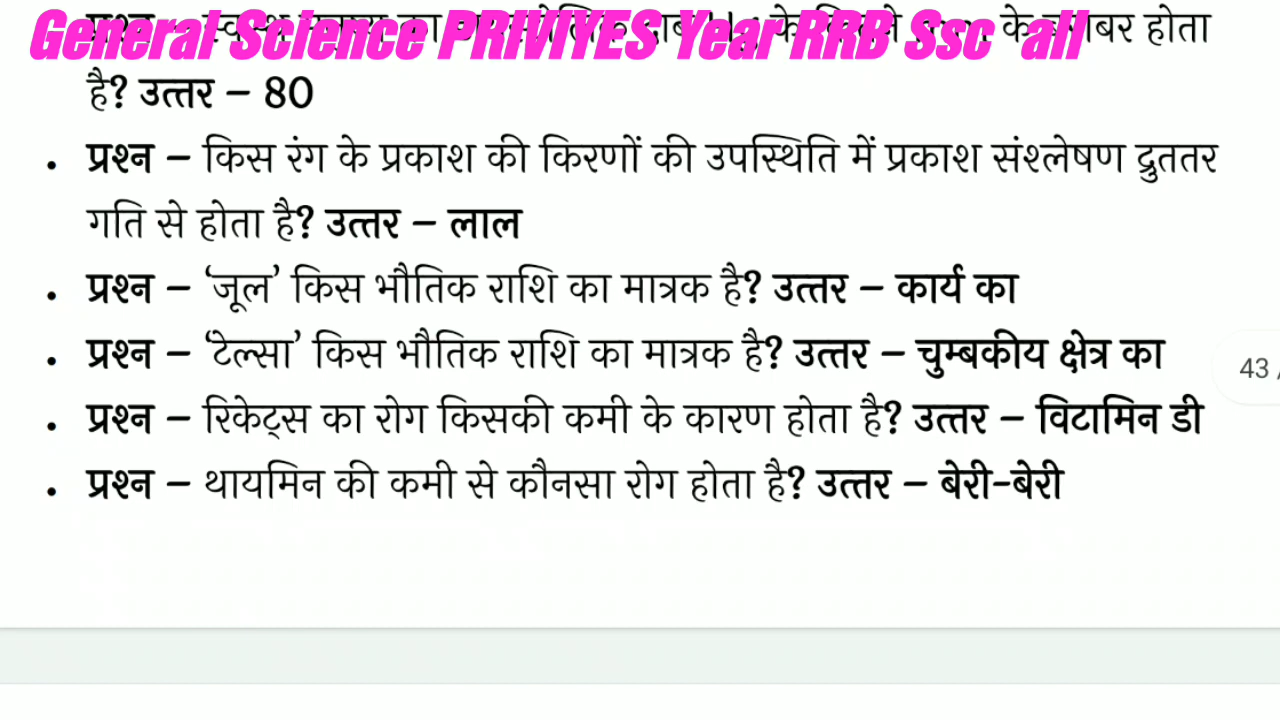 General Science PRIVIYES Year RRB Ssc all
के बराबर होता
है? उत्तर – 80
• प्रश्न – किस रंग के प्रकाश की किरणों की उपस्थिति में प्रकाश संश्लेषण द्रुततर
गति से होता है? उत्तर – लाल
• प्रश्न – ‘जूल’ किस भौतिक राशि का मात्रक है? उत्तर – कार्य का
• प्रश्न – ‘टेल्सा’ किस भौतिक राशि का मात्रक है? उत्तर – चुम्बकीय क्षेत्र का
43 /
• प्रश्न – रिकेट्स का रोग किसकी कमी के कारण होता है? उत्तर – विटामिन डी
• प्रश्न – थायमिन की कमी से कौनसा रोग होता है? उत्तर – बेरी-बेरी